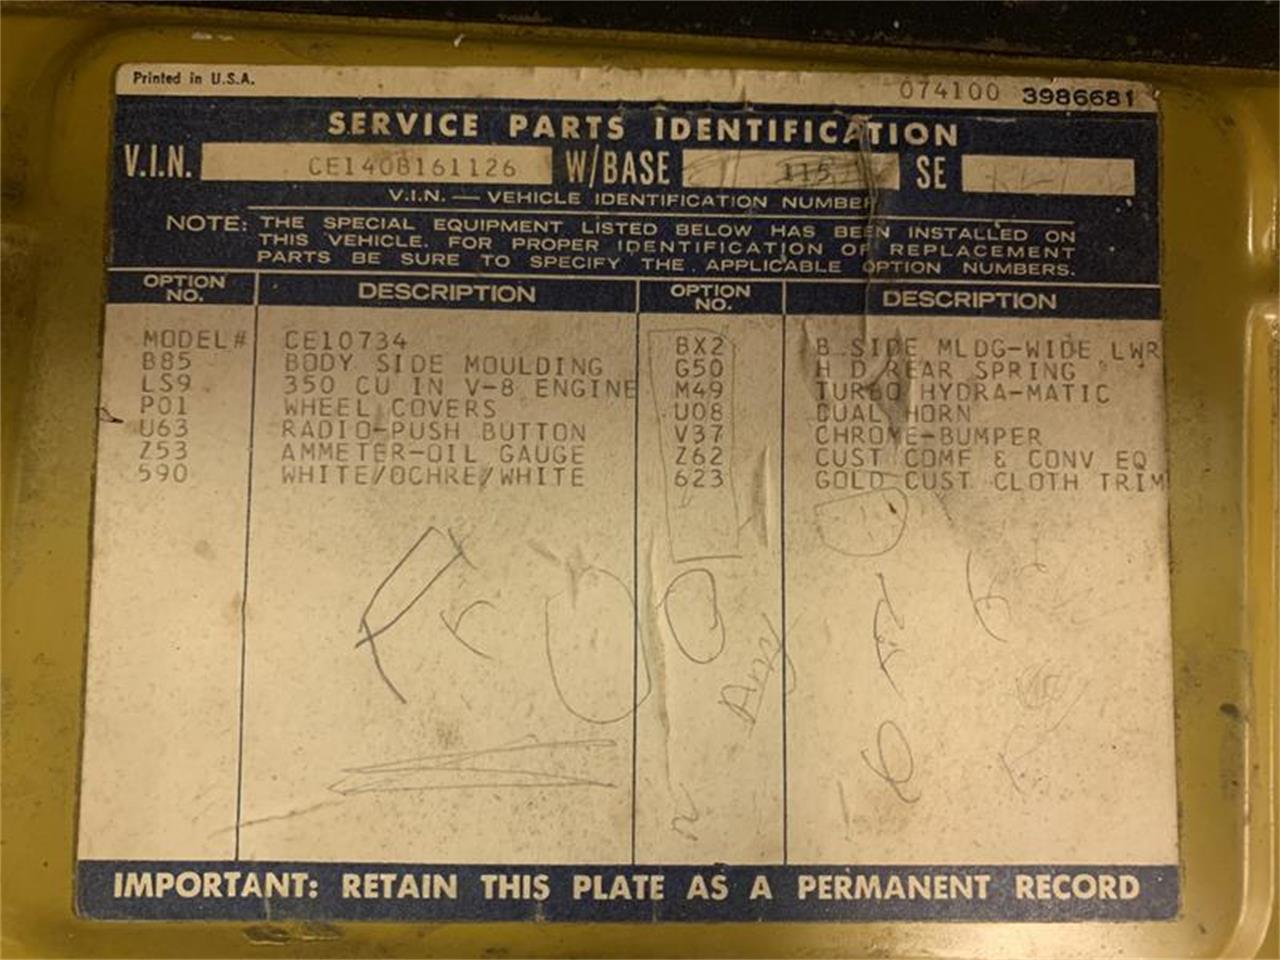 Printed in U.S.A. 074100 3986681
SERVICE PARTS IDENTIFICATION
V.I.N. CE140B161126 W/BASE 115 SE
V.I.N. — VEHICLE IDENTIFICATION NUMBER
NOTE: THE SPECIAL EQUIPMENT LISTED BELOW HAS BEEN INSTALLED ON
THIS VEHICLE. FOR PROPER IDENTIFICATION OF REPLACEMENT
PARTS BE SURE TO SPECIFY THE APPLICABLE OPTION NUMBERS.
OPTION NO. DESCRIPTION OPTION NO. DESCRIPTION
MODEL# CE10734 BX2 B SIDE MLDG-WIDE LWR
B85 BODY SIDE MOULDING G50 H D REAR SPRING
LS9 350 CU IN V-8 ENGINE M49 TURBO HYDRA-MATIC
P01 WHEEL COVERS U08 DUAL HORN
U63 RADIO-PUSH BUTTON V37 CHROME-BUMPER
Z53 AMMETER-OIL GAUGE Z62 CUST COMF & CONV EQ
590 WHITE/OCHRE/WHITE 623 GOLD CUST CLOTH TRIM
IMPORTANT: RETAIN THIS PLATE AS A PERMANENT RECORD